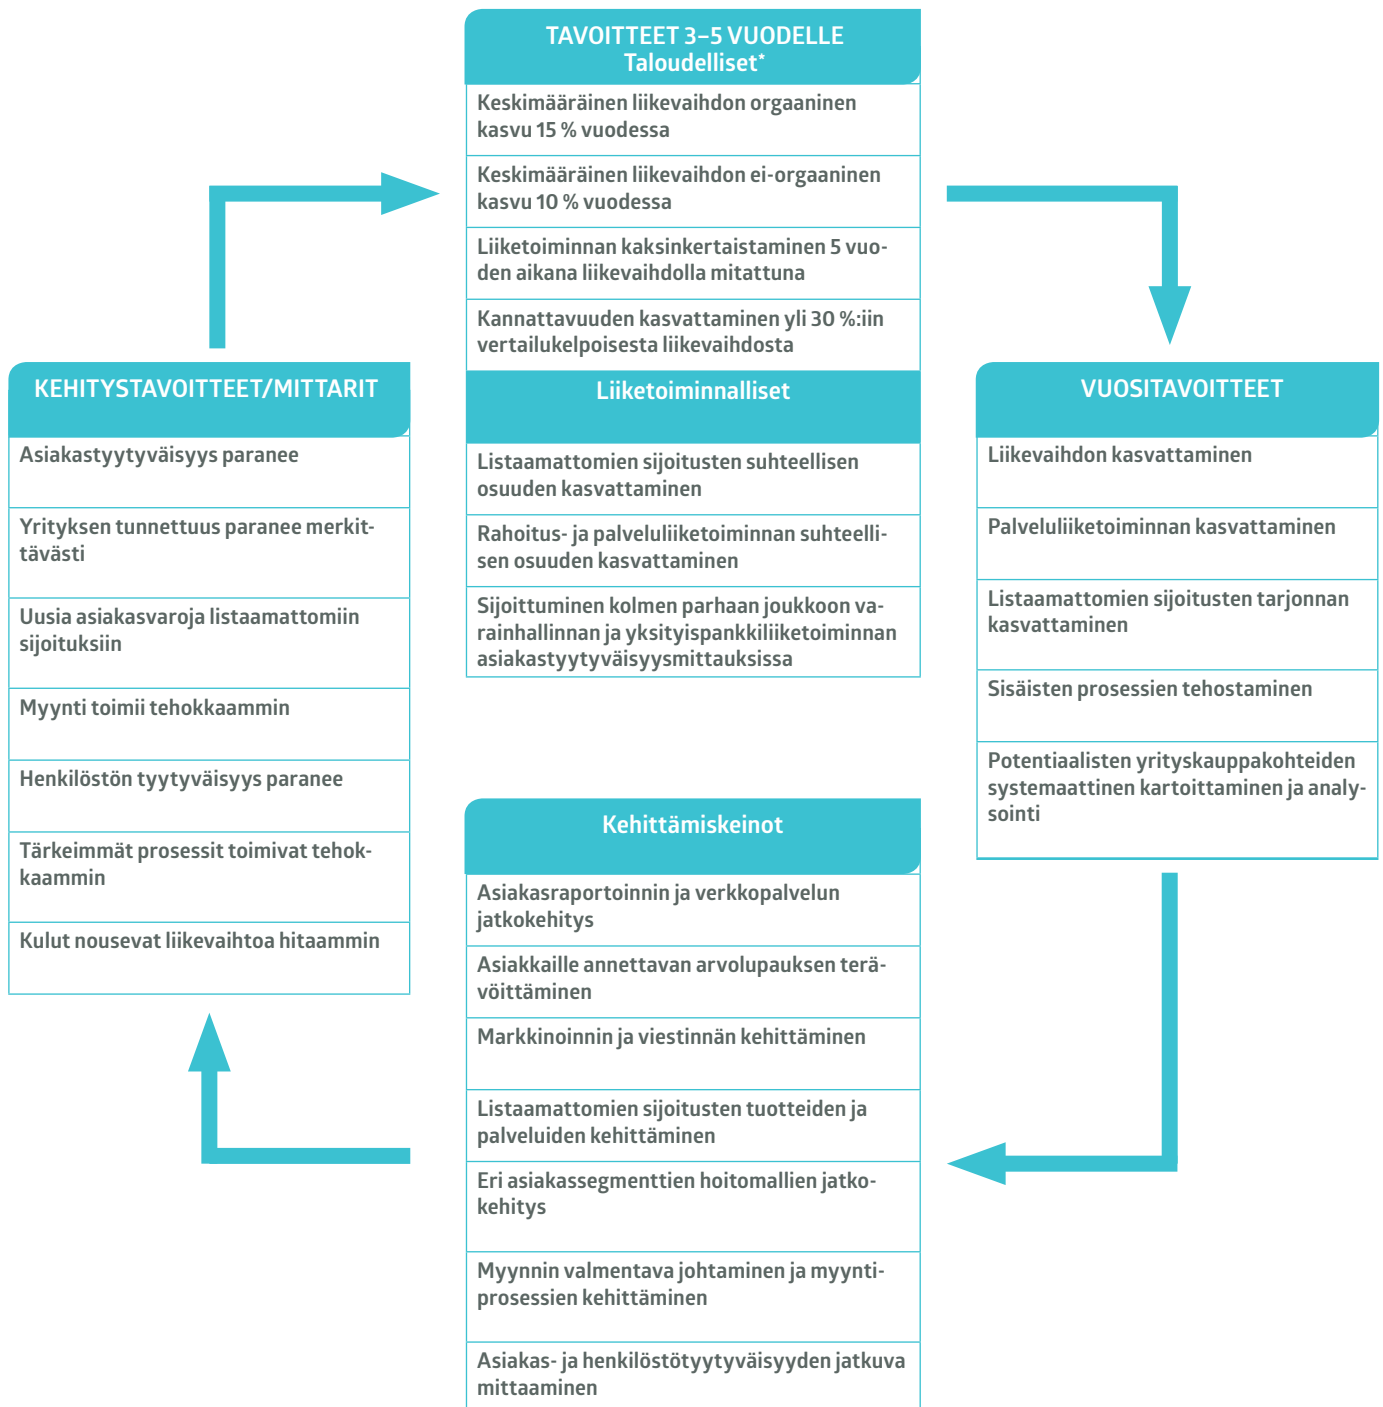 TAVOITTEET 3–5 VUODELLE
Taloudelliset*
Keskimääräinen liikevaihdon orgaaninen
kasvu 15 % vuodessa
Keskimääräinen liikevaihdon ei-orgaaninen
kasvu 10 % vuodessa
Liiketoiminnan kaksinkertaistaminen 5 vuo-
den aikana liikevaihdolla mitattuna
Kannattavuuden kasvattaminen yli 30 %:iin
vertailukelpoisesta liikevaihdosta
Liiketoiminnalliset
Listaamattomien sijoitusten suhteellisen
osuuden kasvattaminen
Rahoitus- ja palveluliiketoiminnan suhteelli-
sen osuuden kasvattaminen
Sijoittuminen kolmen parhaan joukkoon va-
rainhallinnan ja yksityispankkiliiketoiminnan
asiakastyytyväisyysmittauksissa
VUOSITAVOITTEET
Liikevaihdon kasvattaminen
Palveluliiketoiminnan kasvattaminen
Listaamattomien sijoitusten tarjonnan
kasvattaminen
Sisäisten prosessien tehostaminen
Potentiaalisten yrityskauppakohteiden
systemaattinen kartoittaminen ja analy-
sointi
Kehittämiskeinot
Asiakasraportoinnin ja verkkopalvelun
jatkokehitys
Asiakkaille annettavan arvolupauksen terä-
vöittäminen
Markkinoinnin ja viestinnän kehittäminen
Listaamattomien sijoitusten tuotteiden ja
palveluiden kehittäminen
Eri asiakassegmenttien hoitomallien jatko-
kehitys
Myynnin valmentava johtaminen ja myynti-
prosessien kehittäminen
Asiakas- ja henkilöstötyytyväisyyden jatkuva
mittaaminen
KEHITYSTAVOITTEET/MITTARIT
Asiakastyytyväisyys paranee
Yrityksen tunnettuus paranee merkit-
tävästi
Uusia asiakasvaroja listaamattomiin
sijoituksiin
Myynti toimii tehokkaammin
Henkilöstön tyytyväisyys paranee
Tärkeimmät prosessit toimivat tehok-
kaammin
Kulut nousevat liikevaihtoa hitaammin